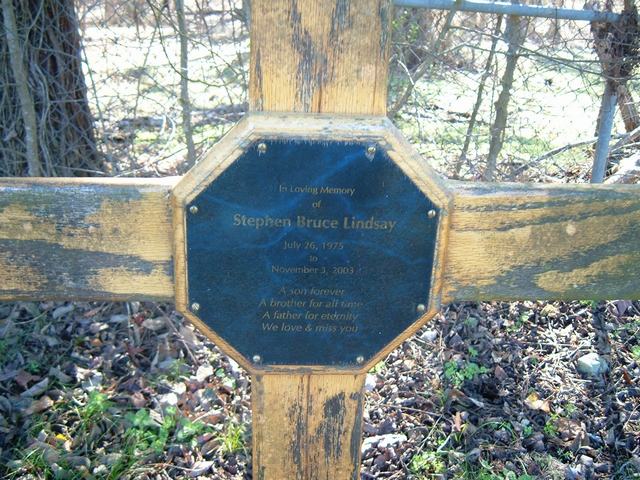 In Loving Memory
of
Stephen Bruce Lindsay
July 26, 1975
to
November 3, 2003
A son forever
A brother for all time
A father for eternity
We love & miss you